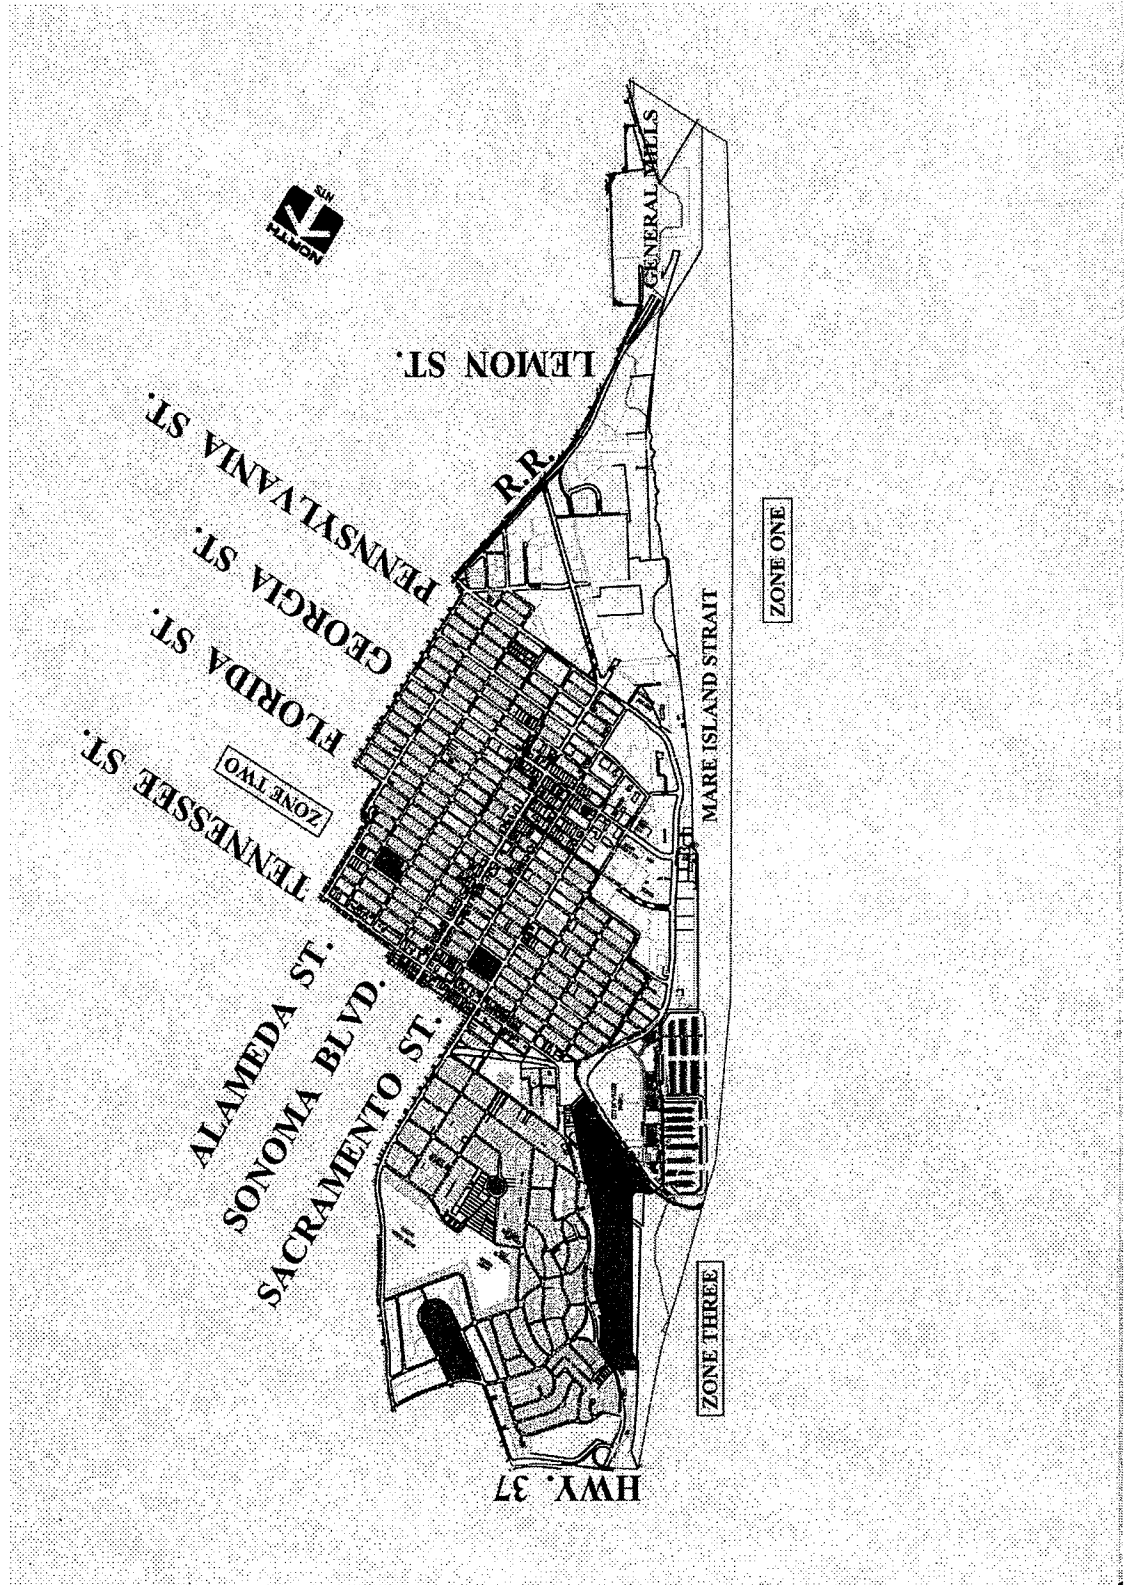 NTS
NORTH
GENERAL MILLS
LEMON ST.
PENNSYLVANIA ST.
R.R.
GEORGIA ST.
FLORIDA ST.
ZONE ONE
MARE ISLAND STRAIT
TENNESSEE ST.
ZONE TWO
ALAMEDA ST.
SONOMA BLVD.
SACRAMENTO ST.
ZONE THREE
HWY. 37